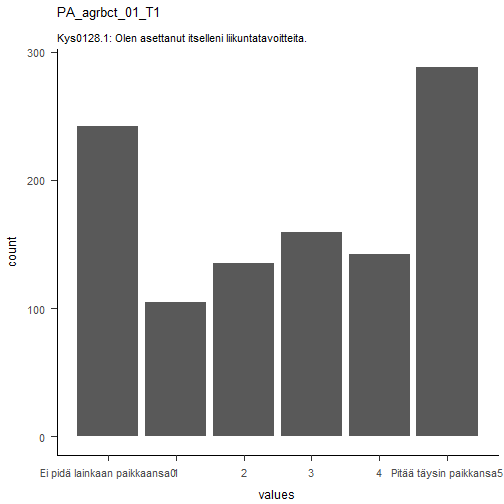 PA_agrbct_01_T1
Kys0128.1: Olen asettanut itselleni liikuntatavoitteita.
300
200
100
0
count
Ei pidä lainkaan paikkaansa0 1 2 3 4 Pitää täysin paikkansa5
values